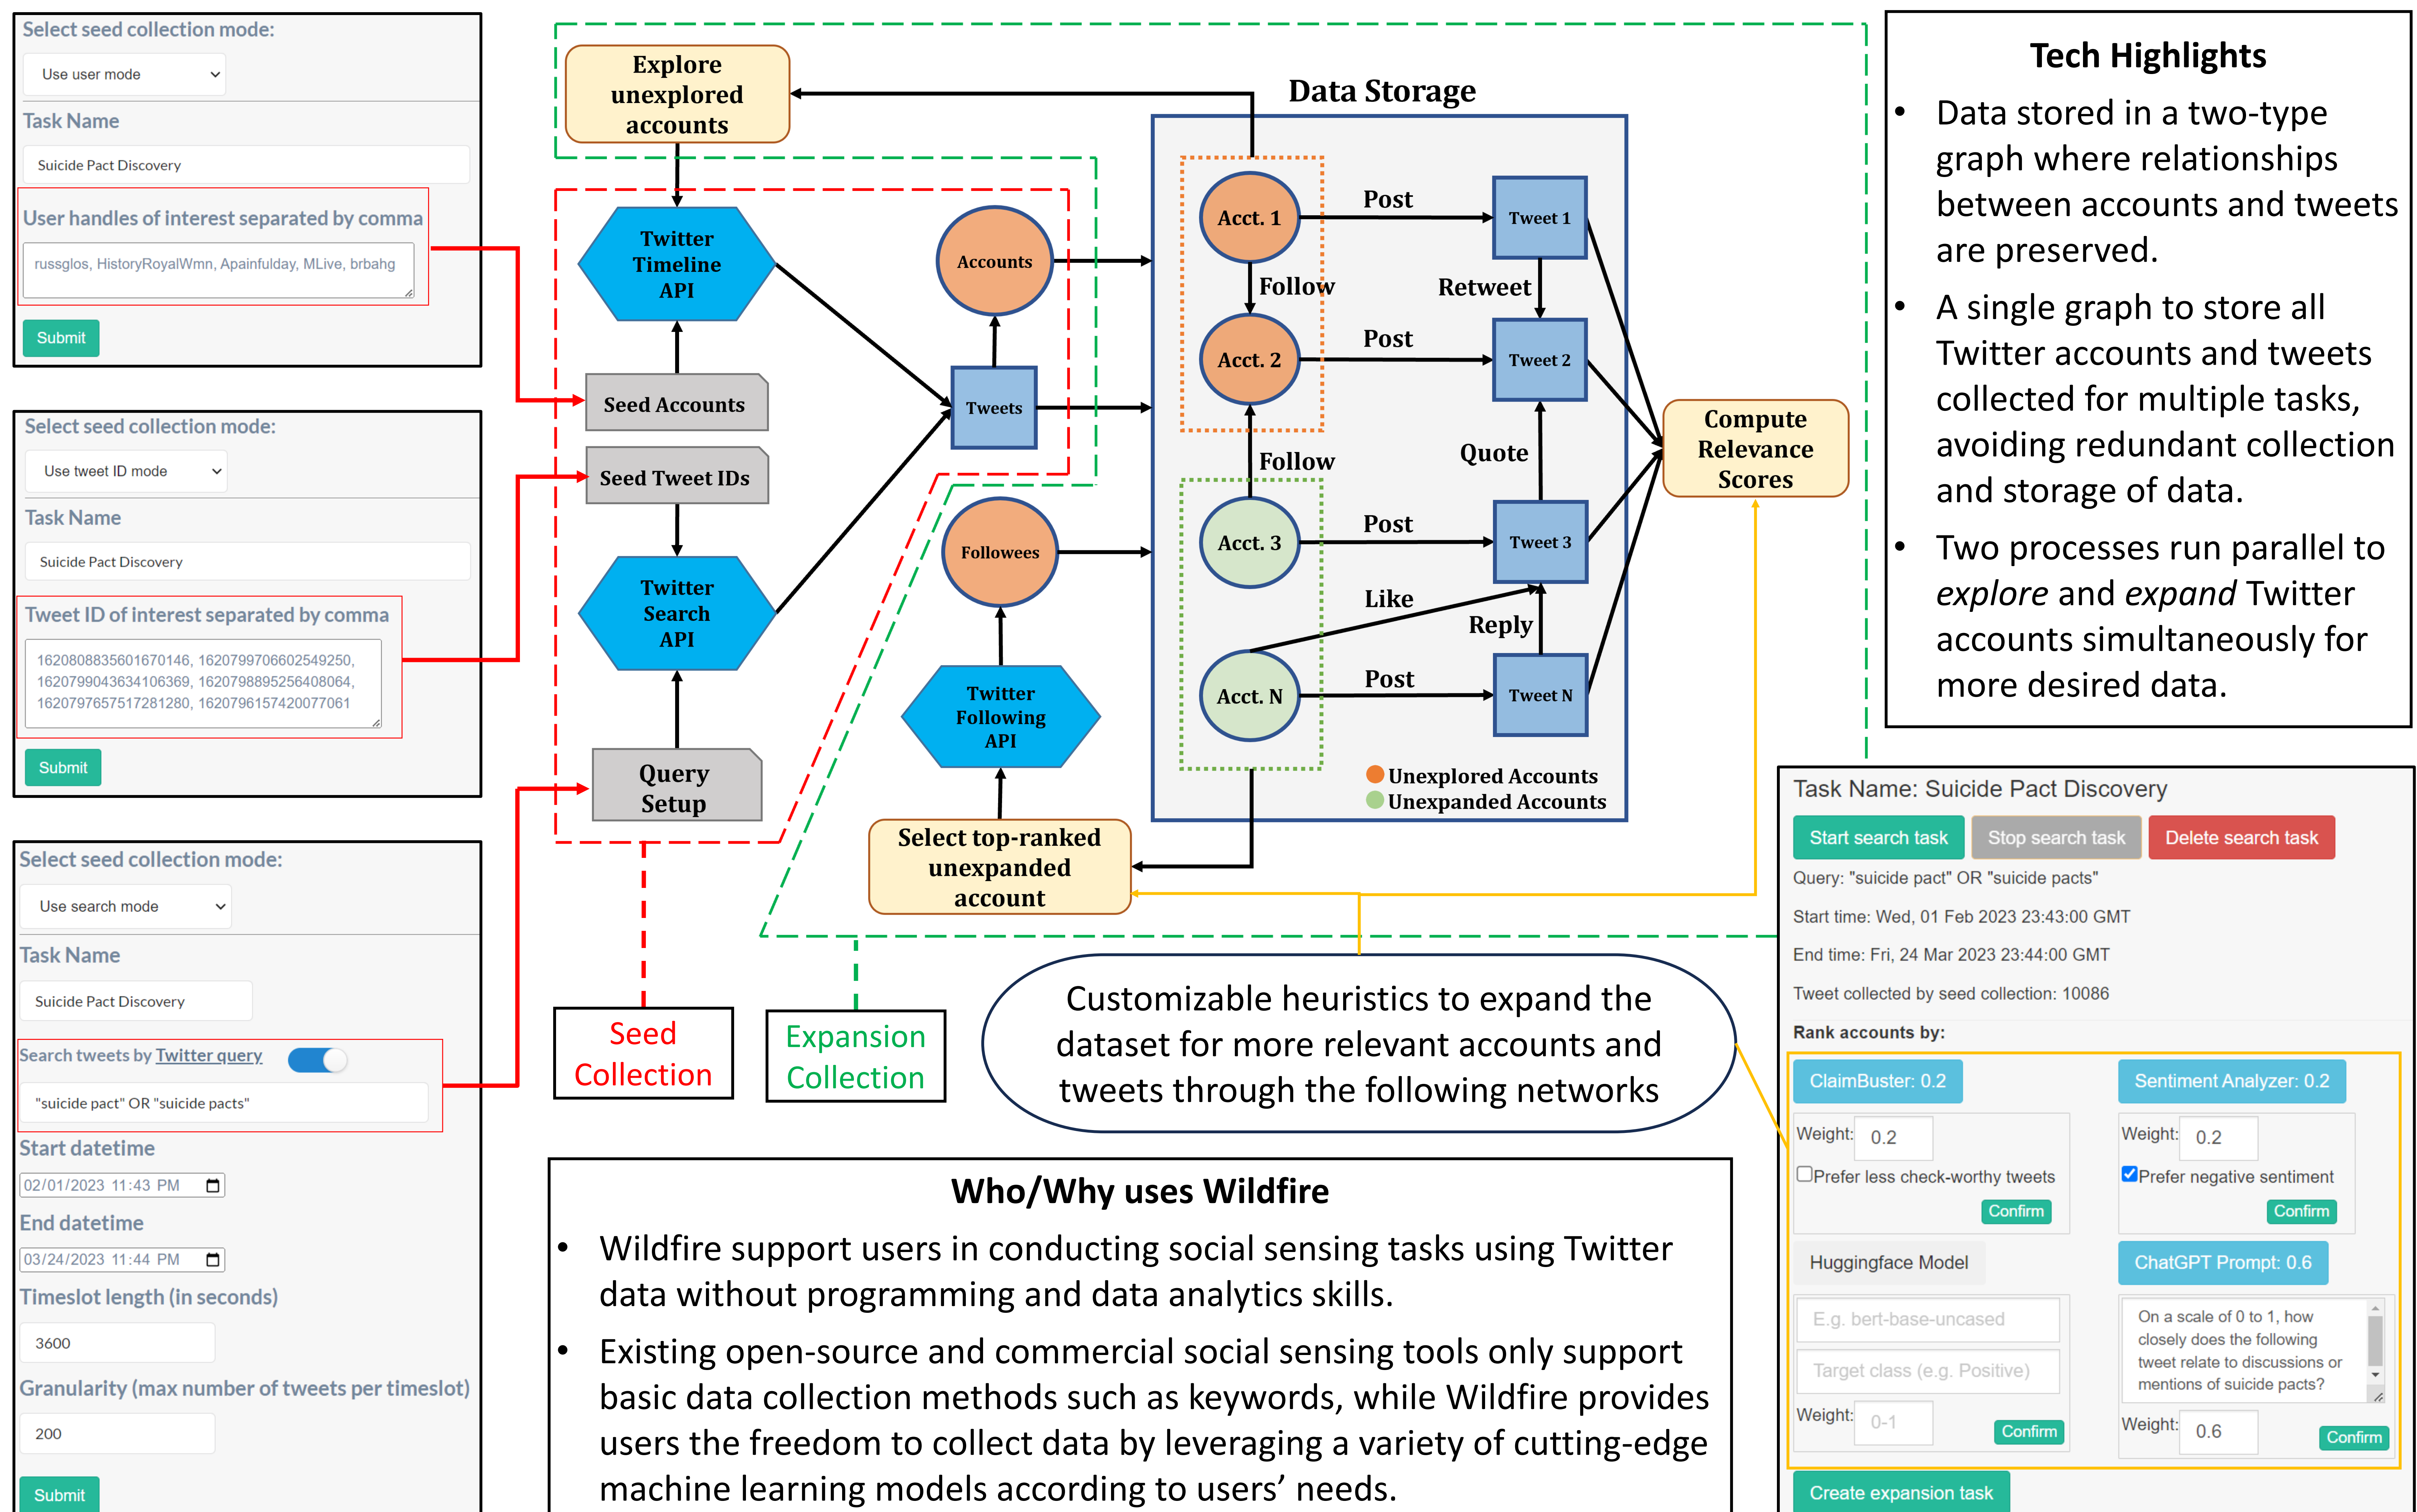 Select seed collection mode:
Use user mode
Task Name
Suicide Pact Discovery
User handles of interest separated by comma
russglos, HistoryRoyalWmn, Apainfulday, MLive, brbahg
Submit
Select seed collection mode:
Use tweet ID mode
Task Name
Suicide Pact Discovery
Tweet ID of interest separated by comma
1620808835601670146, 1620799706602549250,
1620799043634106369, 1620798895256408064,
1620797657517281280, 1620796157420077061
Submit
Select seed collection mode:
Use search mode
Task Name
Suicide Pact Discovery
Search tweets by Twitter query
"suicide pact" OR "suicide pacts"
Start datetime
02/01/2023 11:43 PM
End datetime
03/24/2023 11:44 PM
Timeslot length (in seconds)
3600
Granularity (max number of tweets per timeslot)
200
Submit
Explore
unexplored
accounts
Twitter
Timeline
API
Seed Accounts
Seed Tweet IDs
Twitter
Search
API
Query
Setup
Accounts
Tweets
Followees
Twitter
Following
API
Select top-ranked
unexpanded
account
Data Storage
Acct. 1
Post
Tweet 1
Follow
Retweet
Acct. 2
Post
Tweet 2
Follow
Quote
Acct. 3
Post
Tweet 3
Like
Reply
Acct. N
Post
Tweet N
Unexplored Accounts
Unexpanded Accounts
Compute
Relevance
Scores
Seed
Collection
Expansion
Collection
Customizable heuristics to expand the
dataset for more relevant accounts and
tweets through the following networks
Who/Why uses Wildfire
• Wildfire support users in conducting social sensing tasks using Twitter
data without programming and data analytics skills.
• Existing open-source and commercial social sensing tools only support
basic data collection methods such as keywords, while Wildfire provides
users the freedom to collect data by leveraging a variety of cutting-edge
machine learning models according to users’ needs.
Tech Highlights
• Data stored in a two-type
graph where relationships
between accounts and tweets
are preserved.
• A single graph to store all
Twitter accounts and tweets
collected for multiple tasks,
avoiding redundant collection
and storage of data.
• Two processes run parallel to
explore and expand Twitter
accounts simultaneously for
more desired data.
Task Name: Suicide Pact Discovery
Start search task
Stop search task
Delete search task
Query: "suicide pact" OR "suicide pacts"
Start time: Wed, 01 Feb 2023 23:43:00 GMT
End time: Fri, 24 Mar 2023 23:44:00 GMT
Tweet collected by seed collection: 10086
Rank accounts by:
ClaimBuster: 0.2
Weight: 0.2
Prefer less check-worthy tweets
Confirm
Sentiment Analyzer: 0.2
Weight: 0.2
Prefer negative sentiment
Confirm
Huggingface Model
E.g. bert-base-uncased
Target class (e.g. Positive)
Weight: 0-1
Confirm
ChatGPT Prompt: 0.6
On a scale of 0 to 1, how
closely does the following
tweet relate to discussions or
mentions of suicide pacts?
Weight: 0.6
Confirm
Create expansion task